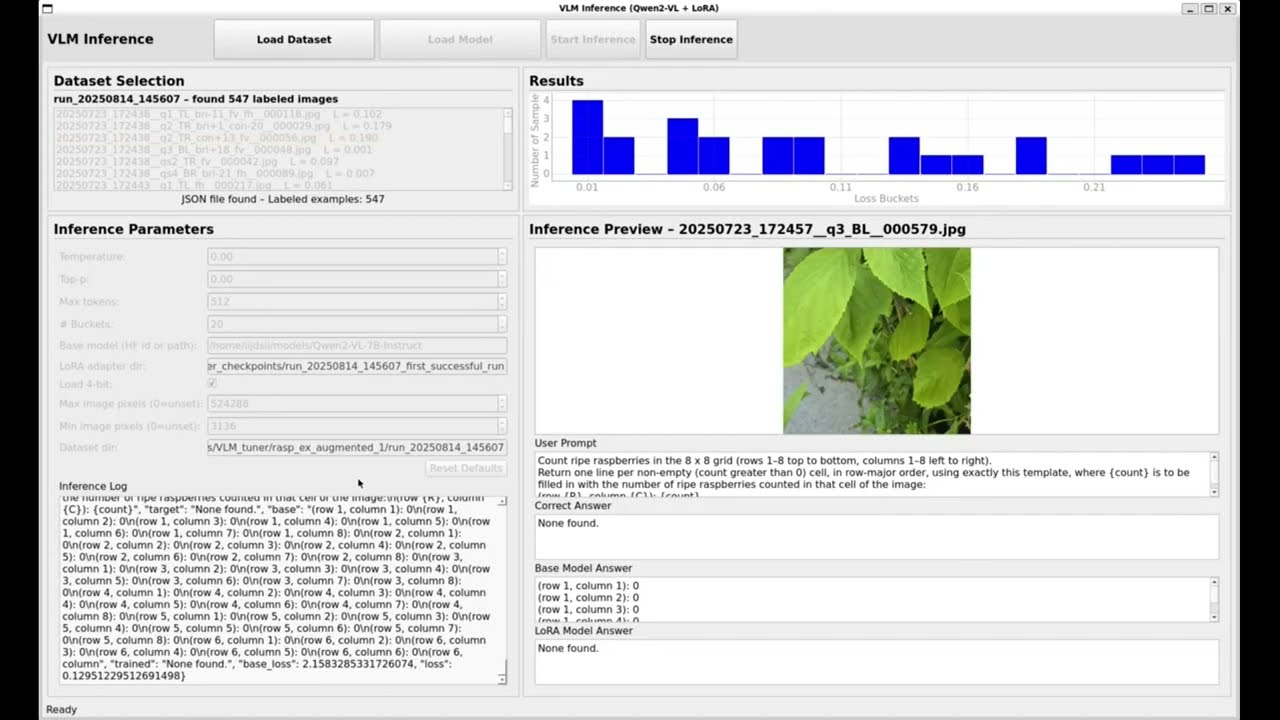 VLM Inference (Qwen2-VL + LoRA)
VLM Inference
Load Dataset
Load Model
Start Inference
Stop Inference
Dataset Selection
run_20250814_145607 – found 547 labeled images
20250723_172438__q1_TL_bri-11_fv_fh__000118.jpg L = 0.102
20250723_172438__q2_TR_bri+1_con-20__000029.jpg L = 0.179
20250723_172438__q2_TR_con+13_fv__000056.jpg L = 0.190
20250723_172438__q3_BL_bri+18_fv__000048.jpg L = 0.001
20250723_172438__qs2_TR_fv__000042.jpg L = 0.097
20250723_172438__qs4_BR_bri-21_fh__000089.jpg L = 0.007
20250723_172443__q1_TL_fh__000217.jpg L = 0.061
JSON file found – Labeled examples: 547
Results
Number of Sample
4
3
2
1
0
0.01
0.06
0.11
0.16
0.21
Loss Buckets
Inference Parameters
Temperature: 0.00
Top-p: 0.00
Max tokens: 512
# Buckets: 20
Base model (HF id or path): /home/iijdsii/models/Qwen2-VL-7B-Instruct
LoRA adapter dir: er_checkpoints/run_20250814_145607_first_successful_run
Load 4-bit:
Max image pixels (0=unset): 524288
Min image pixels (0=unset): 3136
Dataset dir: s/VLM_tuner/rasp_ex_augmented_1/run_20250814_145607
Reset Defaults
Inference Log
the number of ripe raspberries counted in that cell of the image:\n(row {R}, column
{C}): {count}", "target": "None found.", "base": "(row 1, column 1): 0\n(row 1,
column 2): 0\n(row 1, column 3): 0\n(row 1, column 4): 0\n(row 1, column 5): 0\n(row
1, column 6): 0\n(row 1, column 7): 0\n(row 1, column 8): 0\n(row 2, column 1):
0\n(row 2, column 2): 0\n(row 2, column 3): 0\n(row 2, column 4): 0\n(row 2, column
5): 0\n(row 2, column 6): 0\n(row 2, column 7): 0\n(row 2, column 8): 0\n(row 3,
column 1): 0\n(row 3, column 2): 0\n(row 3, column 3): 0\n(row 3, column 4): 0\n(row
3, column 5): 0\n(row 3, column 6): 0\n(row 3, column 7): 0\n(row 3, column 8):
0\n(row 4, column 1): 0\n(row 4, column 2): 0\n(row 4, column 3): 0\n(row 4, column
4): 0\n(row 4, column 5): 0\n(row 4, column 6): 0\n(row 4, column 7): 0\n(row 4,
column 8): 0\n(row 5, column 1): 0\n(row 5, column 2): 0\n(row 5, column 3): 0\n(row
5, column 4): 0\n(row 5, column 5): 0\n(row 5, column 6): 0\n(row 5, column 7):
0\n(row 5, column 8): 0\n(row 6, column 1): 0\n(row 6, column 2): 0\n(row 6, column
3): 0\n(row 6, column 4): 0\n(row 6, column 5): 0\n(row 6, column 6): 0\n(row 6,
column", "trained": "None found.", "base_loss": 2.1583285331726074, "loss":
0.12951229512691498}
Inference Preview – 20250723_172457__q3_BL__000579.jpg
User Prompt
Count ripe raspberries in the 8 x 8 grid (rows 1–8 top to bottom, columns 1–8 left to right).
Return one line per non-empty (count greater than 0) cell, in row-major order, using exactly this template, where {count} is to be
filled in with the number of ripe raspberries counted in that cell of the image:
(row {R}, column {C}): {count}
Correct Answer
None found.
Base Model Answer
(row 1, column 1): 0
(row 1, column 2): 0
(row 1, column 3): 0
(row 1, column 4): 0
LoRA Model Answer
None found.
Ready